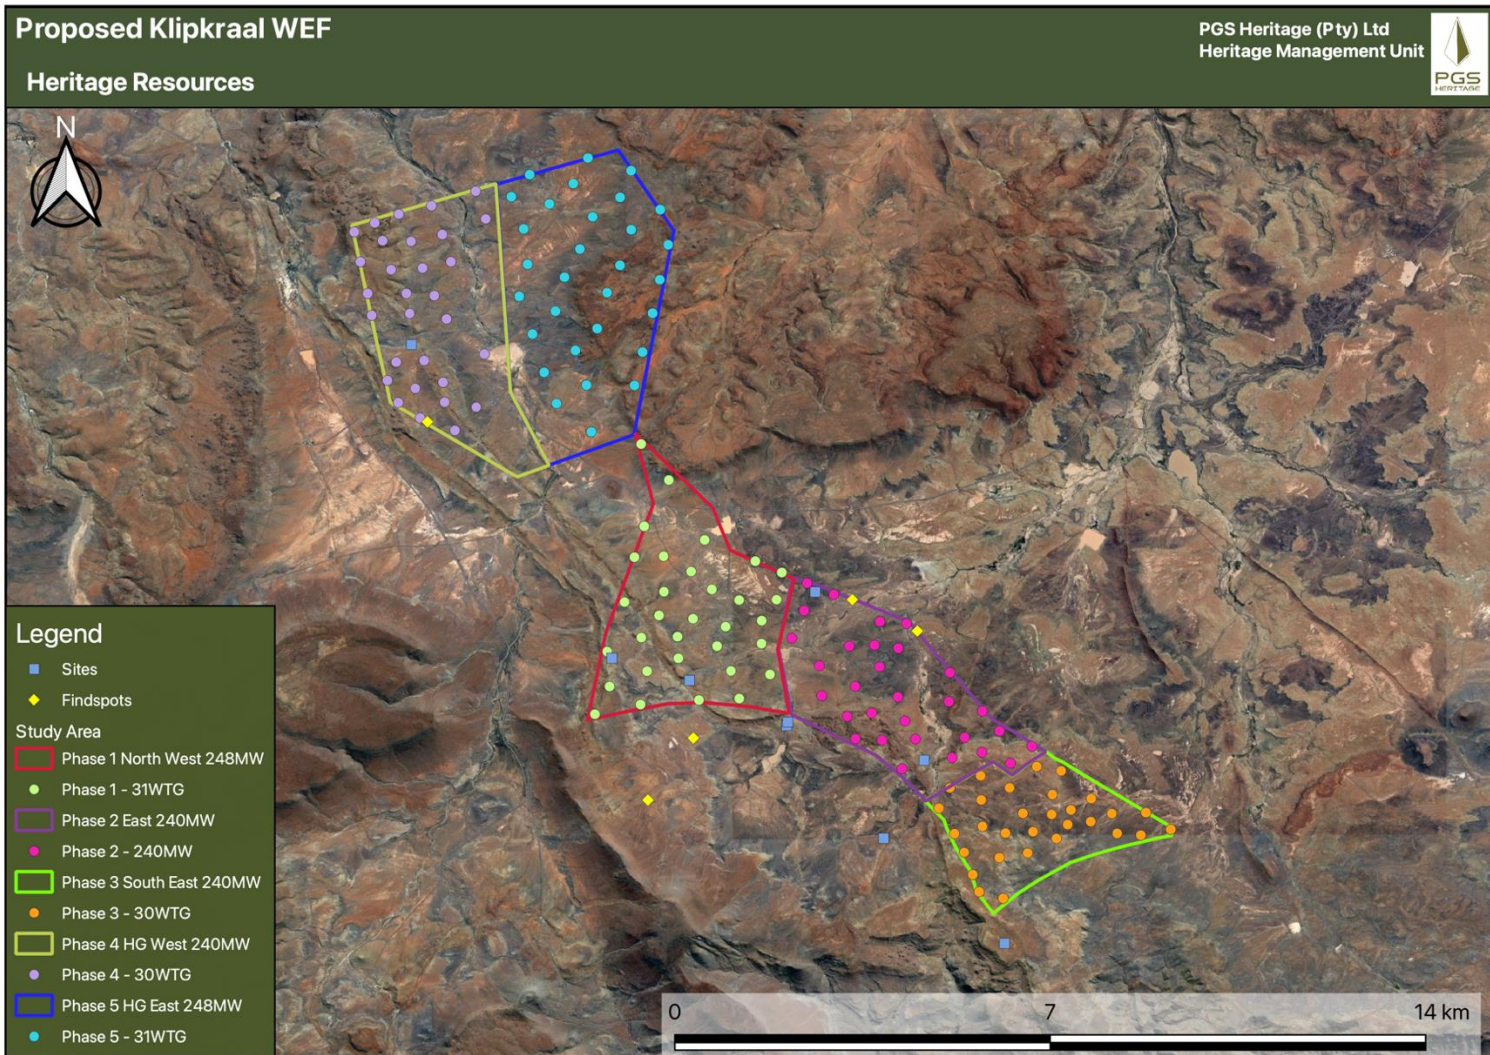 Proposed Klipkraal WEF
Heritage Resources
PGS Heritage (Pty) Ltd
Heritage Management Unit
PGS
HERITAGE
N
Legend
Sites
Findspots
Study Area
Phase 1 North West 248MW
Phase 1 - 31WTG
Phase 2 East 240MW
Phase 2 - 240MW
Phase 3 South East 240MW
Phase 3 - 30WTG
Phase 4 HG West 240MW
Phase 4 - 30WTG
Phase 5 HG East 248MW
Phase 5 - 31WTG
0 7 14 km